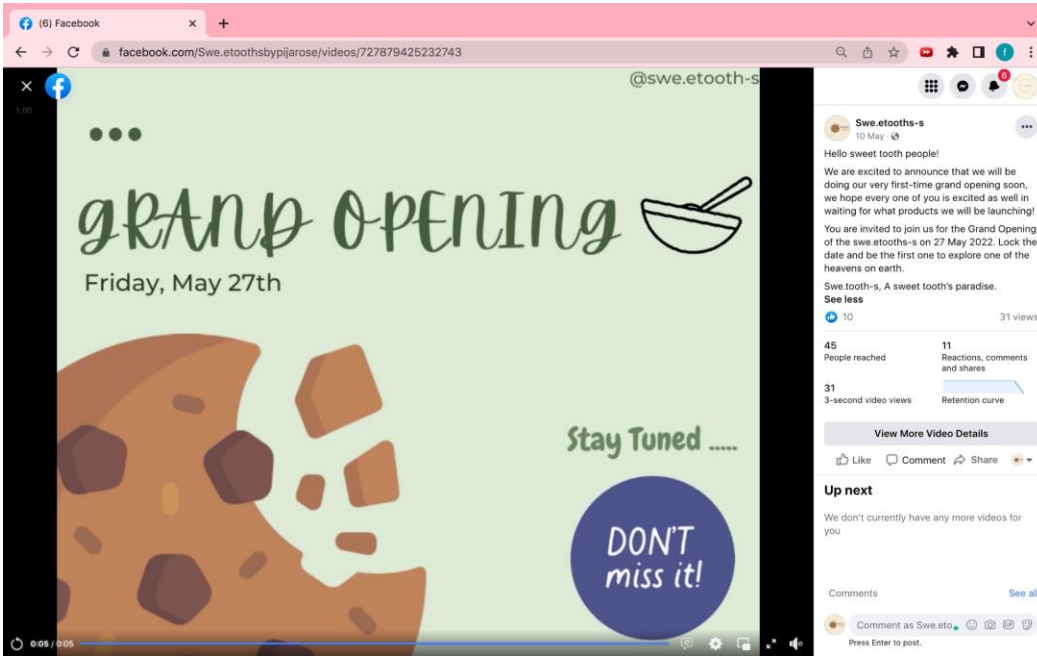 (6) Facebook
facebook.com/Swe.etoothsbypijarose/videos/727879425232743
1.00
@swe.etooth-s
GRAND OPENING
Friday, May 27th
Stay Tuned .....
DON'T
miss it!
0:05 / 0:05
6
Swe.etooths-s
10 May
Hello sweet tooth people!
We are excited to announce that we will be
doing our very first-time grand opening soon,
we hope every one of you is excited as well in
waiting for what products we will be launching!
You are invited to join us for the Grand Opening
of the swe.etooths-s on 27 May 2022. Lock the
date and be the first one to explore one of the
heavens on earth.
Swe.tooth-s, A sweet tooth's paradise.
See less
10 31 views
45 11
People reached Reactions, comments
and shares
31
3-second video views Retention curve
View More Video Details
Like Comment Share
Up next
We don't currently have any more videos for
you
Comments See al
Comment as Swe.eto
Press Enter to post.